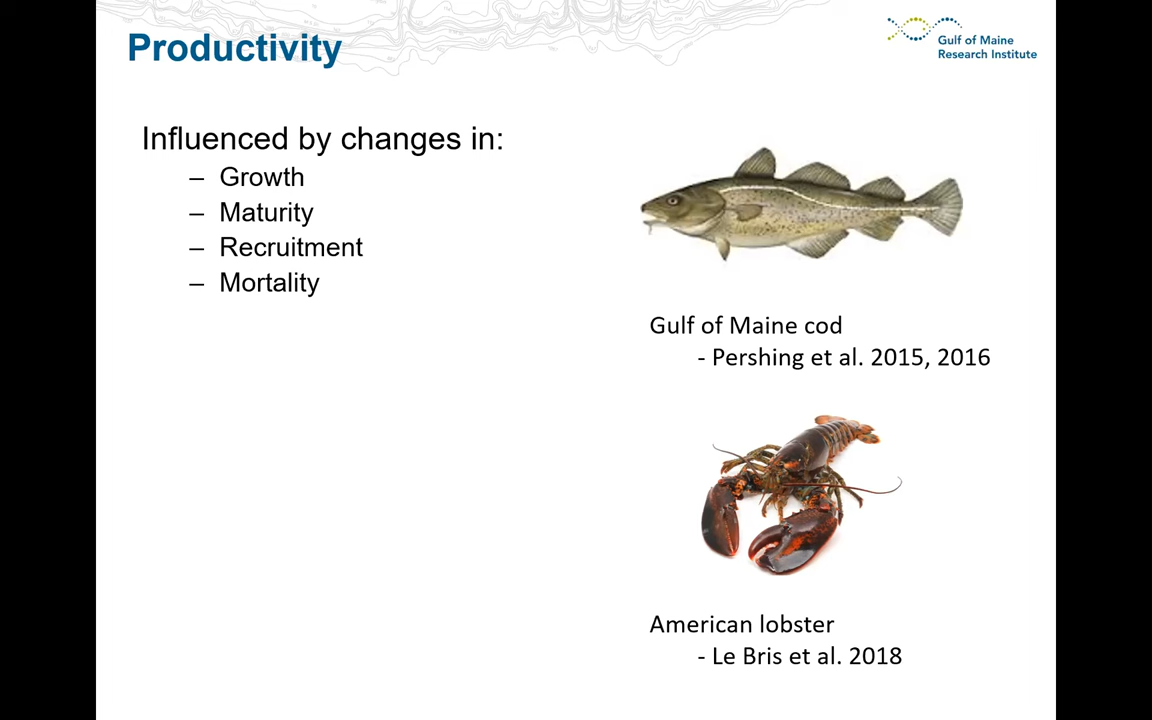 Productivity
Gulf of Maine
Research Institute
Influenced by changes in:
– Growth
– Maturity
– Recruitment
– Mortality
Gulf of Maine cod
- Pershing et al. 2015, 2016
American lobster
- Le Bris et al. 2018